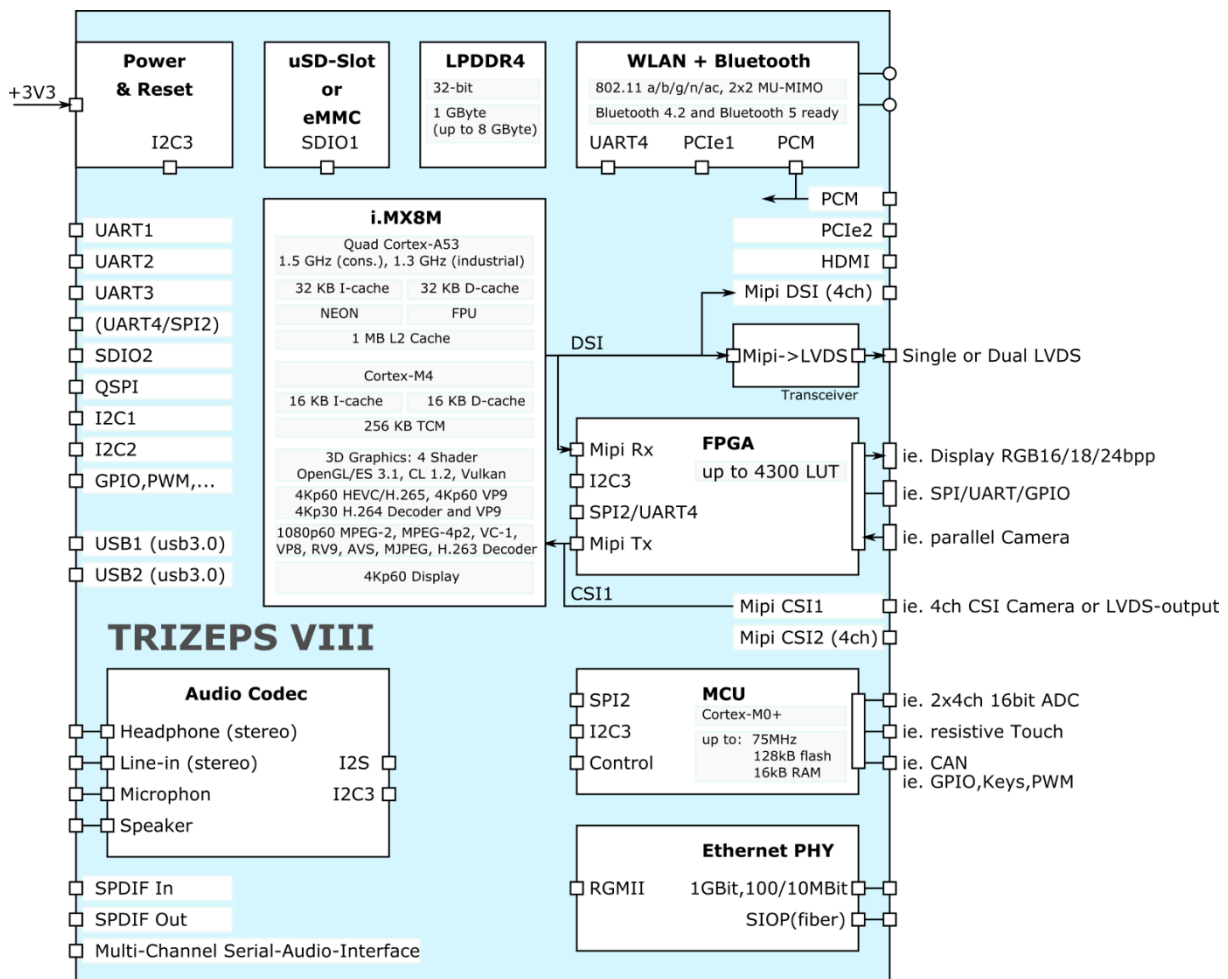 +3V3
Power
& Reset
I2C3
uSD-Slot
or
eMMC
SDIO1
LPDDR4
32-bit
1 GByte
(up to 8 GByte)
WLAN + Bluetooth
802.11 a/b/g/n/ac, 2x2 MU-MIMO
Bluetooth 4.2 and Bluetooth 5 ready
UART4 PCIe1 PCM
UART1
UART2
UART3
(UART4/SPI2)
SDIO2
QSPI
I2C1
I2C2
GPIO,PWM,...
USB1 (usb3.0)
USB2 (usb3.0)
i.MX8M
Quad Cortex-A53
1.5 GHz (cons.), 1.3 GHz (industrial)
32 KB I-cache 32 KB D-cache
NEON FPU
1 MB L2 Cache
Cortex-M4
16 KB I-cache 16 KB D-cache
256 KB TCM
3D Graphics: 4 Shader
OpenGL/ES 3.1, CL 1.2, Vulkan
4Kp60 HEVC/H.265, 4Kp60 VP9
4Kp30 H.264 Decoder and VP9
1080p60 MPEG-2, MPEG-4p2, VC-1,
VP8, RV9, AVS, MJPEG, H.263 Decoder
4Kp60 Display
PCM
PCIe2
HDMI
Mipi DSI (4ch)
DSI
Mipi->LVDS
Single or Dual LVDS
Transceiver
FPGA
up to 4300 LUT
Mipi Rx
I2C3
SPI2/UART4
Mipi Tx
ie. Display RGB16/18/24bpp
ie. SPI/UART/GPIO
ie. parallel Camera
CSI1
Mipi CSI1
ie. 4ch CSI Camera or LVDS-output
Mipi CSI2 (4ch)
TRIZEPS VIII
Audio Codec
Headphone (stereo)
Line-in (stereo)
Microphon
Speaker
I2S
I2C3
MCU
Cortex-M0+
up to: 75MHz
128kB flash
16kB RAM
SPI2
I2C3
Control
ie. 2x4ch 16bit ADC
ie. resistive Touch
ie. CAN
ie. GPIO,Keys,PWM
Ethernet PHY
RGMII 1GBit,100/10MBit
SIOP(fiber)
SPDIF In
SPDIF Out
Multi-Channel Serial-Audio-Interface